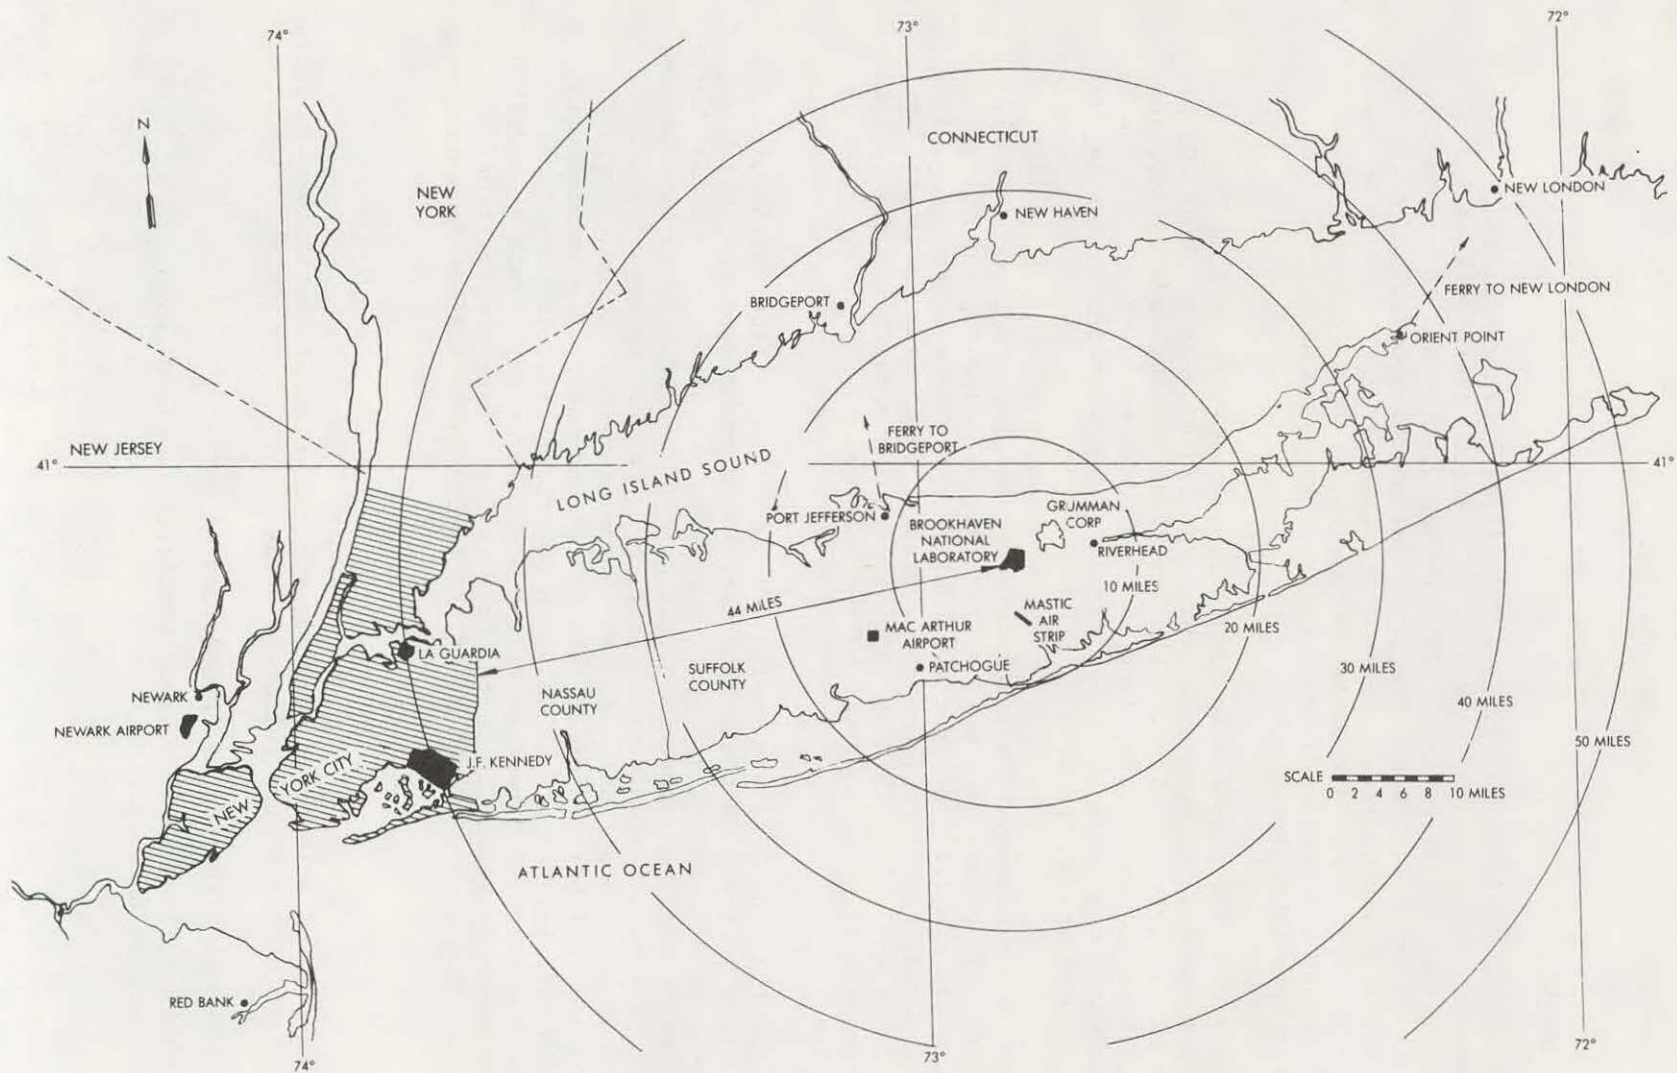 74°
73°
72°
N
CONNECTICUT
NEW
YORK
NEW LONDON
NEW HAVEN
FERRY TO NEW LONDON
BRIDGEPORT
ORIENT POINT
NEW JERSEY
FERRY TO
BRIDGEPORT
41°
41°
LONG ISLAND SOUND
PORT JEFFERSON
GRUMMAN
CORP
BROOKHAVEN
NATIONAL
LABORATORY
RIVERHEAD
10 MILES
44 MILES
MASTIC
AIR
STRIP
MAC ARTHUR
AIRPORT
20 MILES
LA GUARDIA
PATCHOGUE
30 MILES
SUFFOLK
COUNTY
NASSAU
COUNTY
NEWARK
40 MILES
NEWARK AIRPORT
50 MILES
J.F. KENNEDY
NEW YORK CITY
SCALE
0 2 4 6 8 10 MILES
ATLANTIC OCEAN
RED BANK
74°
73°
72°